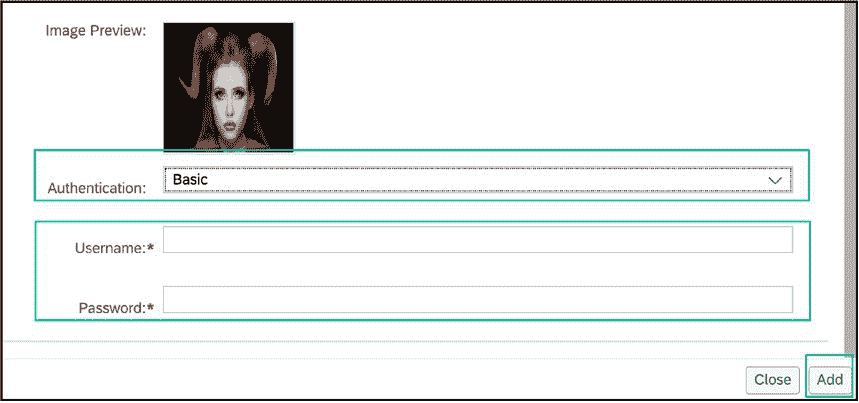 Image Preview:
Authentication: Basic
Username:*
Password:*
Close Add